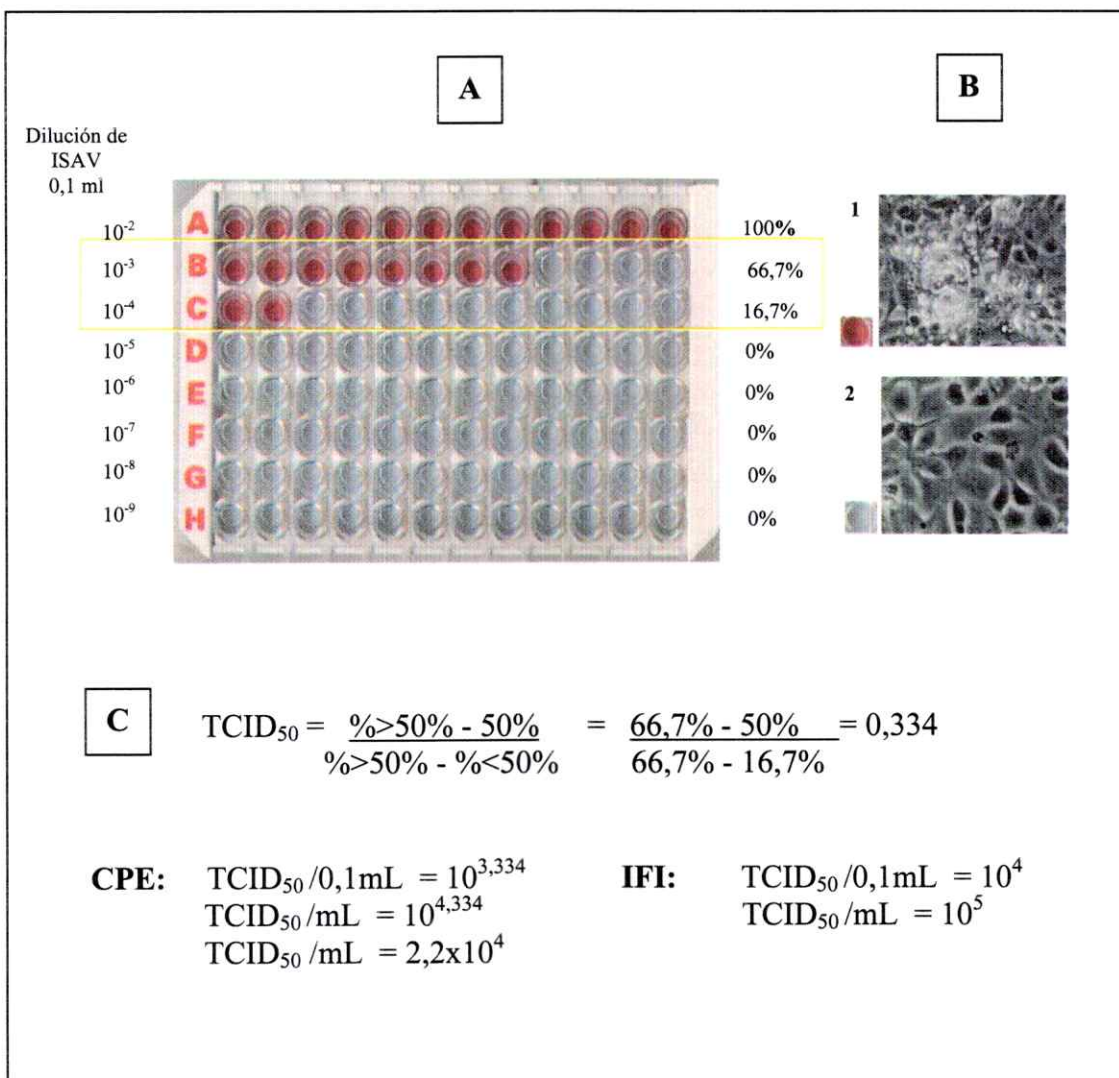 A
B
Dilución de
ISAV
0,1 ml
10⁻² A 100%
10⁻³ B 66,7%
10⁻⁴ C 16,7%
10⁻⁵ D 0%
10⁻⁶ E 0%
10⁻⁷ F 0%
10⁻⁸ G 0%
10⁻⁹ H 0%
1
2
C
TCID₅₀ = %>50% - 50% = 66,7% - 50% = 0,334
%>50% - %<50% 66,7% - 16,7%
CPE: TCID₅₀ /0,1mL = 10³,³³⁴
TCID₅₀ /mL = 10⁴,³³⁴
TCID₅₀ /mL = 2,2x10⁴
IFI: TCID₅₀ /0,1mL = 10⁴
TCID₅₀ /mL = 10⁵